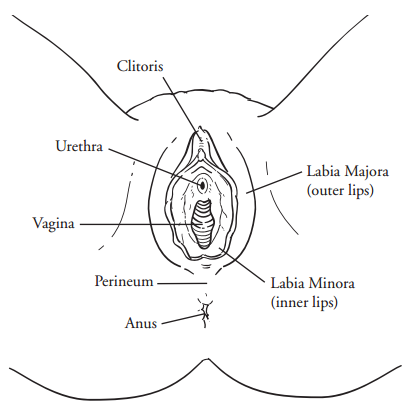 Clitoris
Urethra
Labia Majora
(outer lips)
Vagina
Perineum
Labia Minora
(inner lips)
Anus